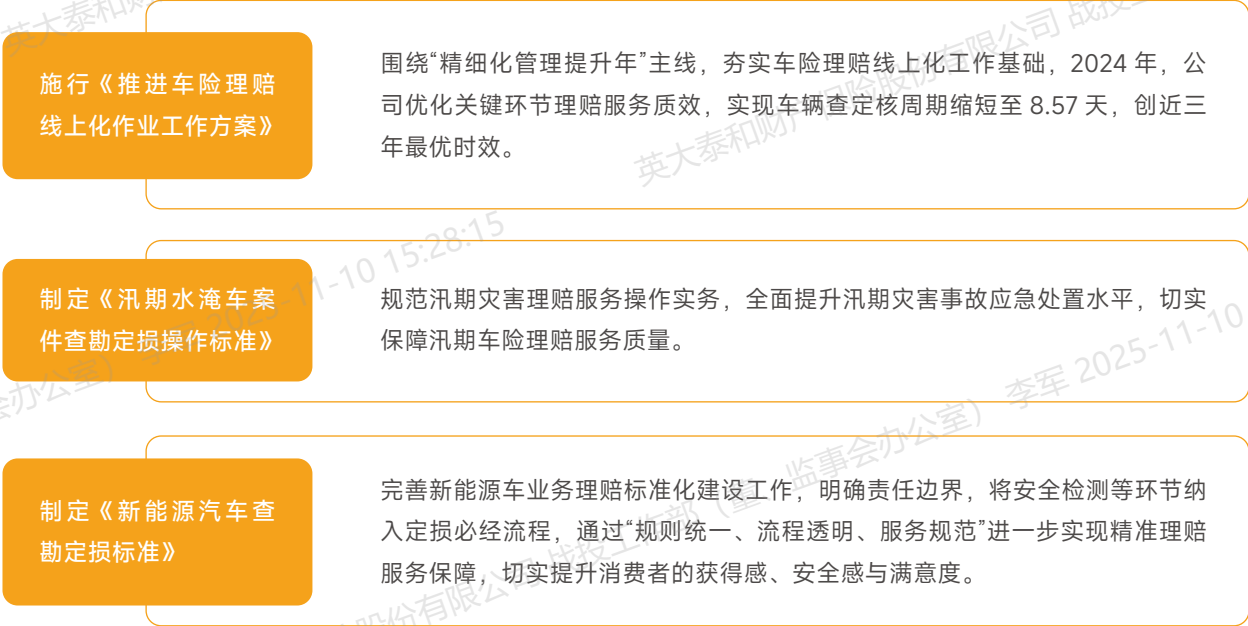 施行《推进车险理赔
线上化作业工作方案》
围绕“精细化管理提升年”主线，夯实车险理赔线上化工作基础，2024 年，公
司优化关键环节理赔服务质效，实现车辆查定核周期缩短至 8.57 天，创近三
年最优时效。
制定《汛期水淹车案
件查勘定损操作标准》
规范汛期灾害理赔服务操作实务，全面提升汛期灾害事故应急处置水平，切实
保障汛期车险理赔服务质量。
制定《新能源汽车查
勘定损标准》
完善新能源车业务理赔标准化建设工作，明确责任边界，将安全检测等环节纳
入定损必经流程，通过“规则统一、流程透明、服务规范”进一步实现精准理赔
服务保障，切实提升消费者的获得感、安全感与满意度。